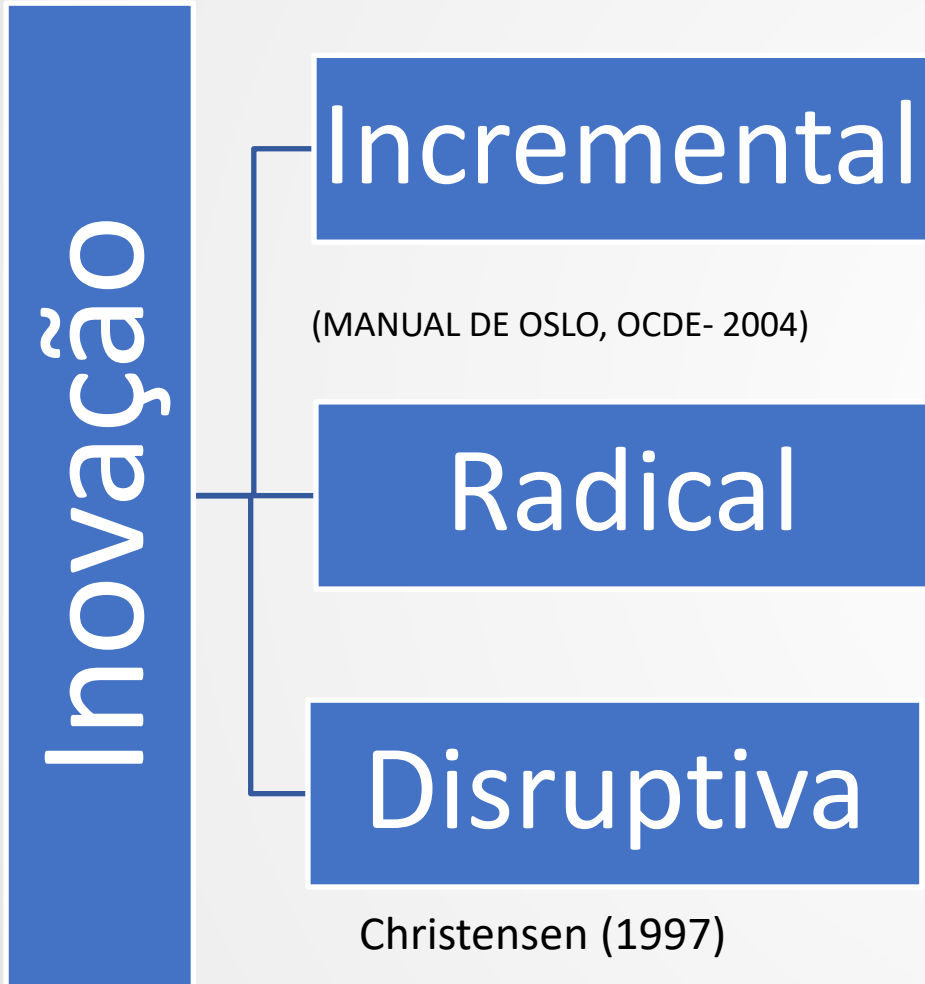 Inovação
Incremental
(MANUAL DE OSLO, OCDE- 2004)
Radical
Disruptiva
Christensen (1997)